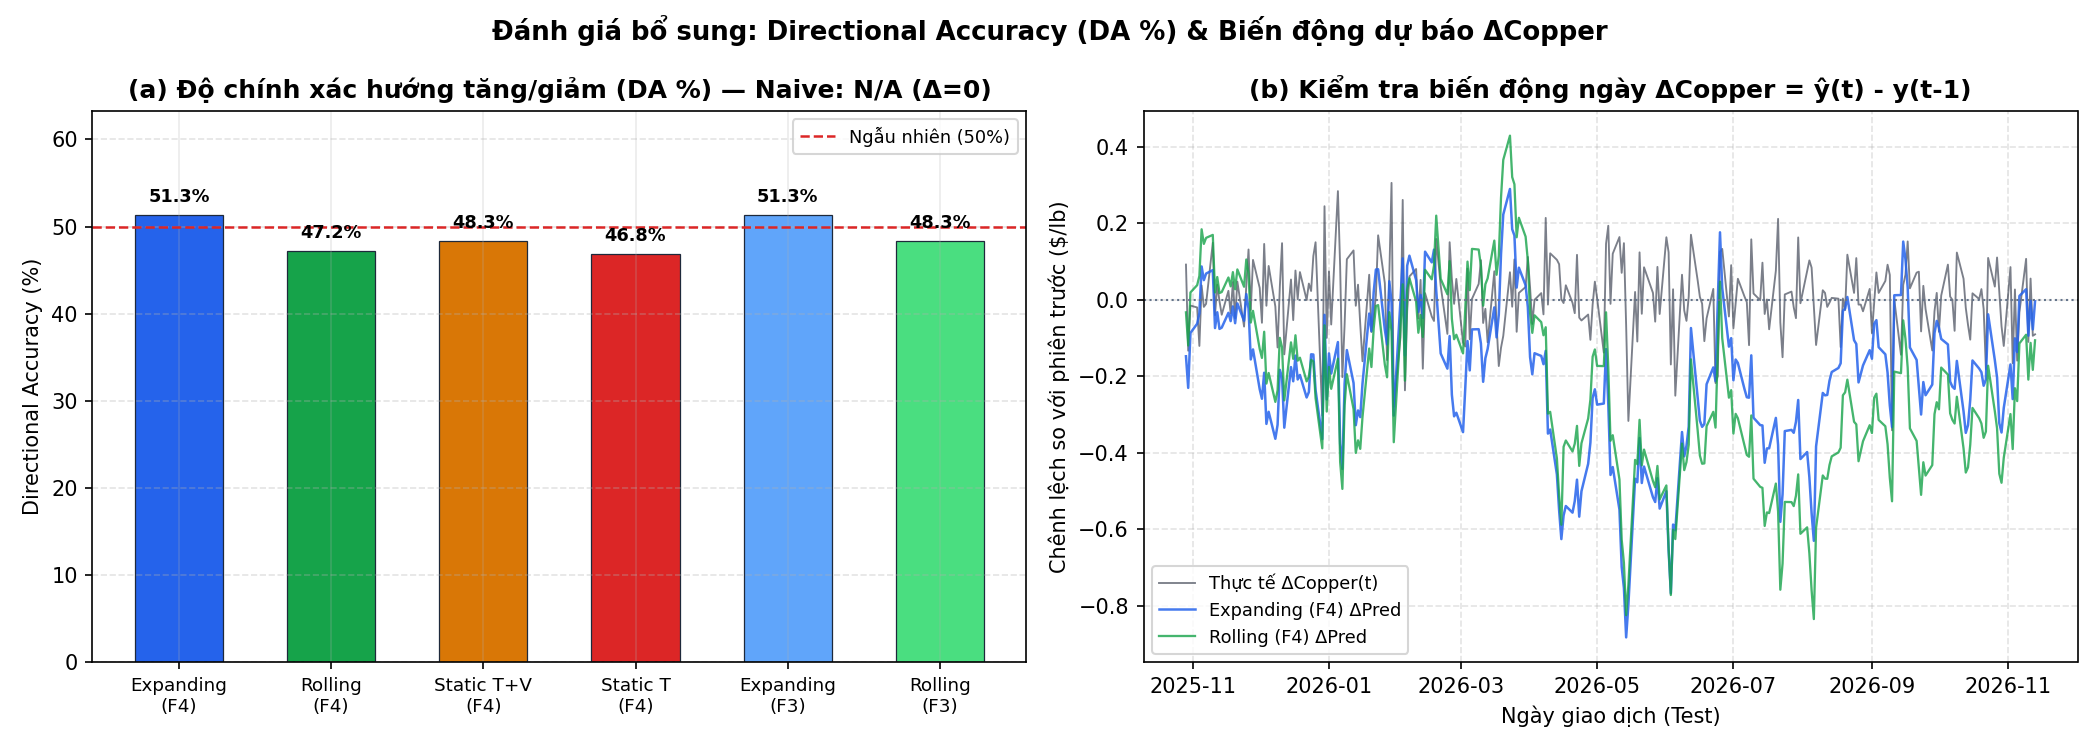 Đánh giá bổ sung: Directional Accuracy (DA %) & Biến động dự báo ΔCopper
(a) Độ chính xác hướng tăng/giảm (DA %) — Naive: N/A (Δ=0)
Directional Accuracy (%)
60
50
40
30
20
10
0
Ngẫu nhiên (50%)
51.3%
47.2%
48.3%
46.8%
51.3%
48.3%
Expanding
(F4)
Rolling
(F4)
Static T+V
(F4)
Static T
(F4)
Expanding
(F3)
Rolling
(F3)
(b) Kiểm tra biến động ngày ΔCopper = ŷ(t) - y(t-1)
Chênh lệch so với phiên trước ($/lb)
0.4
0.2
0.0
−0.2
−0.4
−0.6
−0.8
Thực tế ΔCopper(t)
Expanding (F4) ΔPred
Rolling (F4) ΔPred
2025-11
2026-01
2026-03
2026-05
2026-07
2026-09
2026-11
Ngày giao dịch (Test)